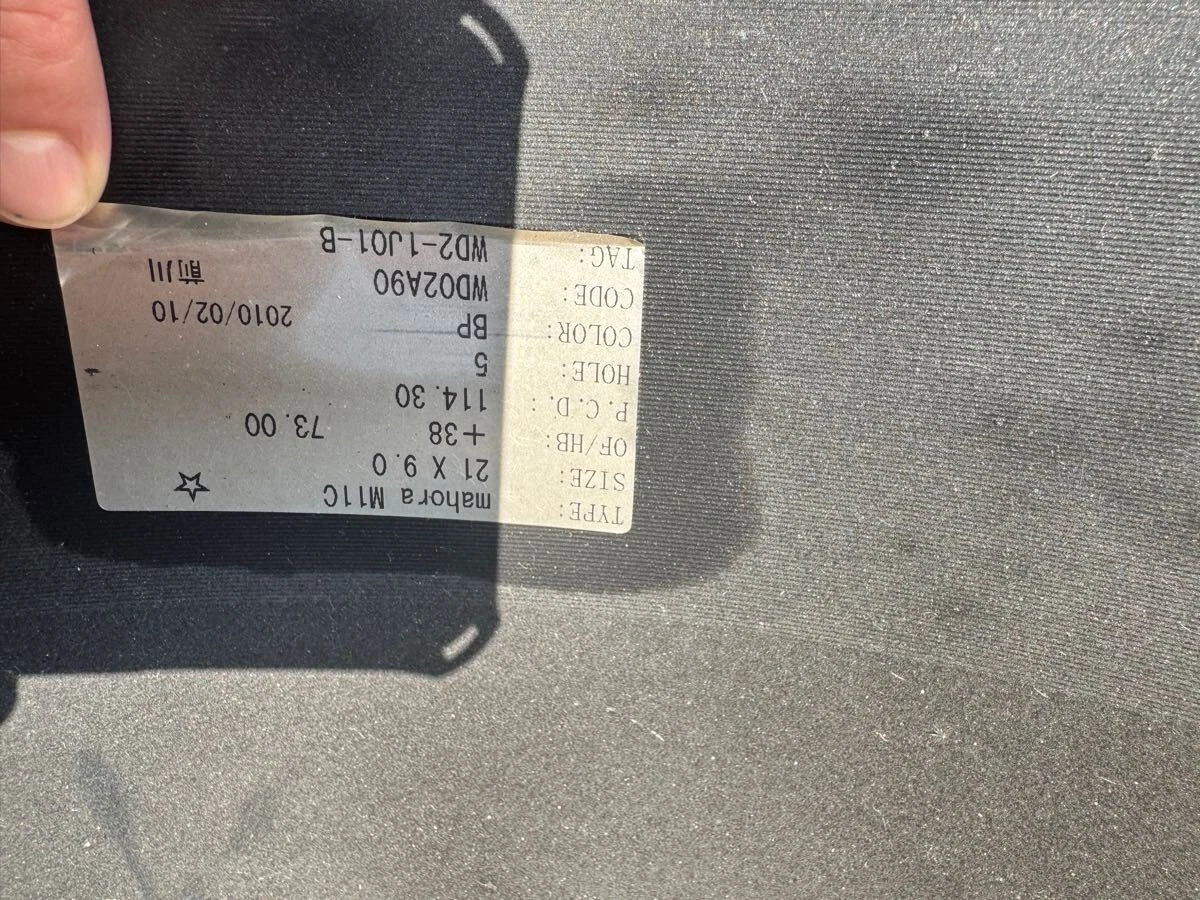 TYPE: mahora M11C ☆
SIZE: 21 X 9.0
OF/HB: +38 73.00
P.C.D.: 114.30
HOLE: 5
COLOR: BP 2010/02/10
CODE: WD02A90 前川
TAG: WD2-1J01-B